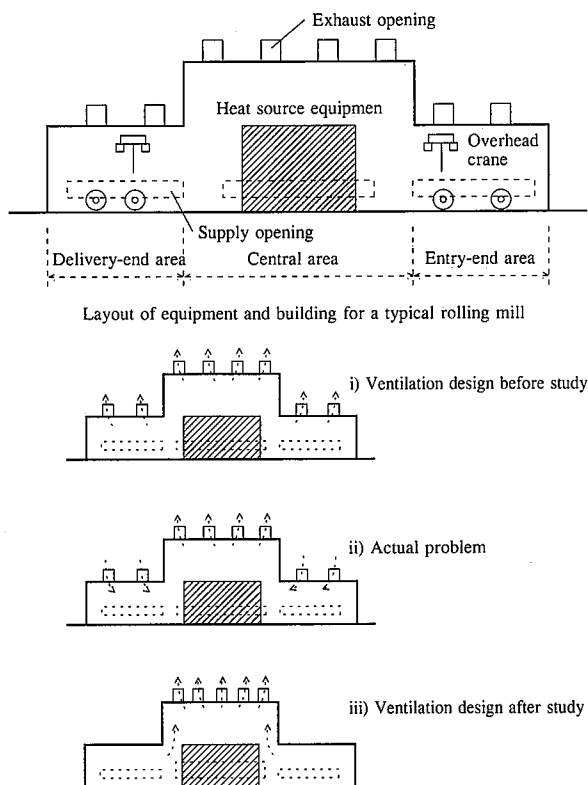 Exhaust opening
Heat source equipmen
Overhead
crane
Supply opening
Delivery-end area
Central area
Entry-end area
Layout of equipment and building for a typical rolling mill
i) Ventilation design before study
ii) Actual problem
iii) Ventilation design after study